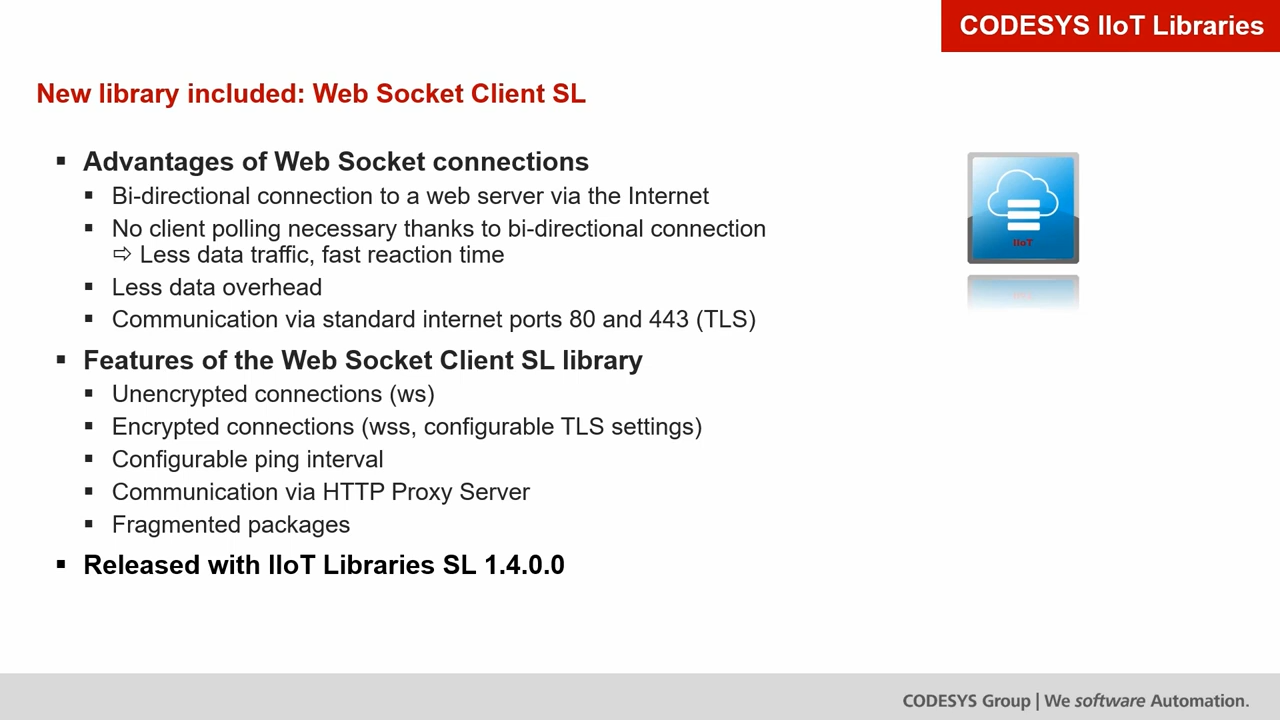 CODESYS IIoT Libraries
New library included: Web Socket Client SL
▪ Advantages of Web Socket connections
▪ Bi-directional connection to a web server via the Internet
▪ No client polling necessary thanks to bi-directional connection
⇨ Less data traffic, fast reaction time
▪ Less data overhead
▪ Communication via standard internet ports 80 and 443 (TLS)
▪ Features of the Web Socket Client SL library
▪ Unencrypted connections (ws)
▪ Encrypted connections (wss, configurable TLS settings)
▪ Configurable ping interval
▪ Communication via HTTP Proxy Server
▪ Fragmented packages
▪ Released with IIoT Libraries SL 1.4.0.0
IIoT
CODESYS Group | We software Automation.